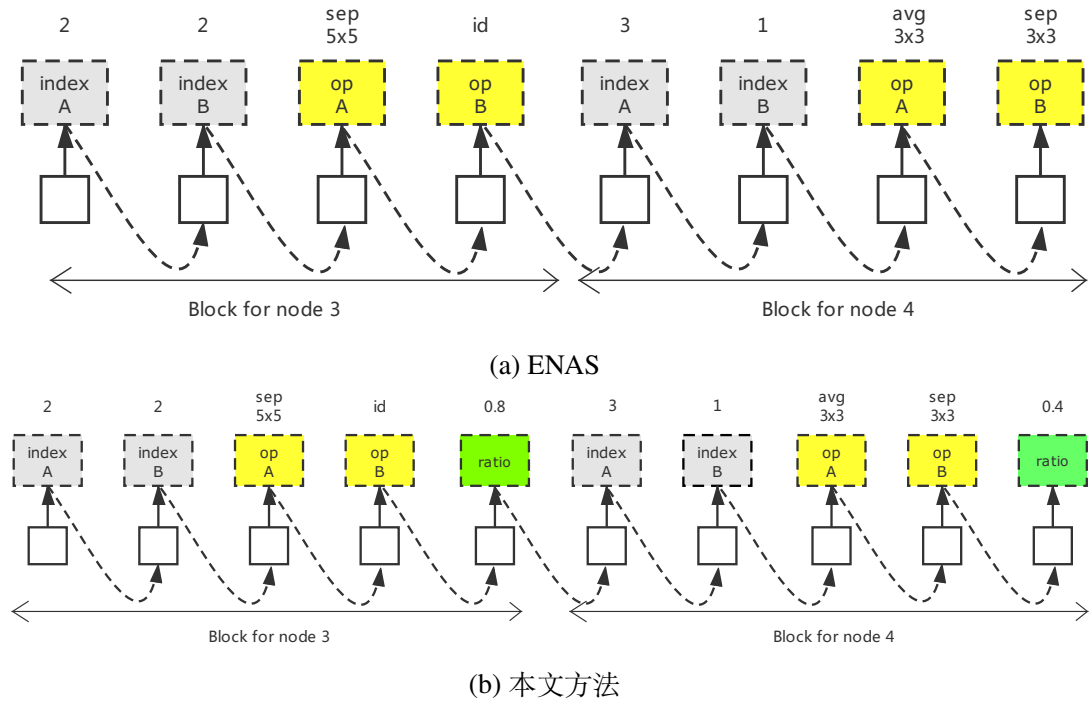 2 2 sep 5x5 id 3 1 avg 3x3 sep 3x3
index A index B op A op B index A index B op A op B
Block for node 3 Block for node 4
(a) ENAS
2 2 sep 5x5 id 0.8 3 1 avg 3x3 sep 3x3 0.4
index A index B op A op B ratio index A index B op A op B ratio
Block for node 3 Block for node 4
(b) 本文方法